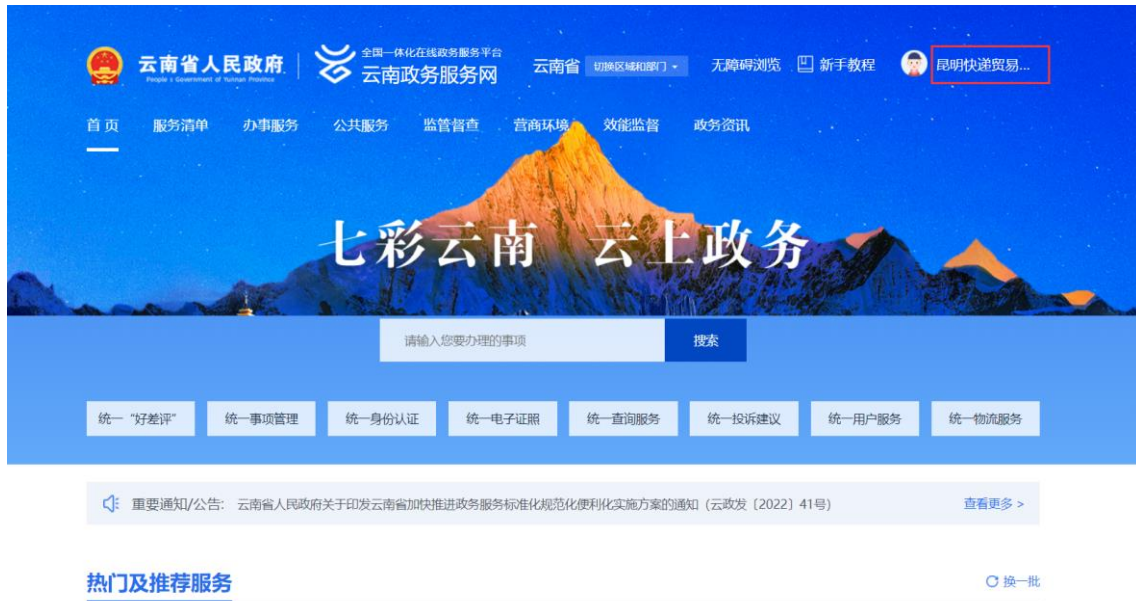 云南省人民政府
People's Government of Yunnan Province
全国一体化在线政务服务平台
云南政务服务网
云南省 切换区域和部门
无障碍浏览 新手教程 昆明快递贸易...
首页 服务清单 办事服务 公共服务 监管督查 营商环境 效能监督 政务资讯
七彩云南 云上政务
请输入您要办理的事项 搜索
统一“好差评” 统一事项管理 统一身份认证 统一电子证照 统一查询服务 统一投诉建议 统一用户服务 统一物流服务
重要通知/公告: 云南省人民政府关于印发云南省加快推进政务服务标准化规范化便利化实施方案的通知（云政发〔2022〕41号） 查看更多 >
热门及推荐服务 换一批